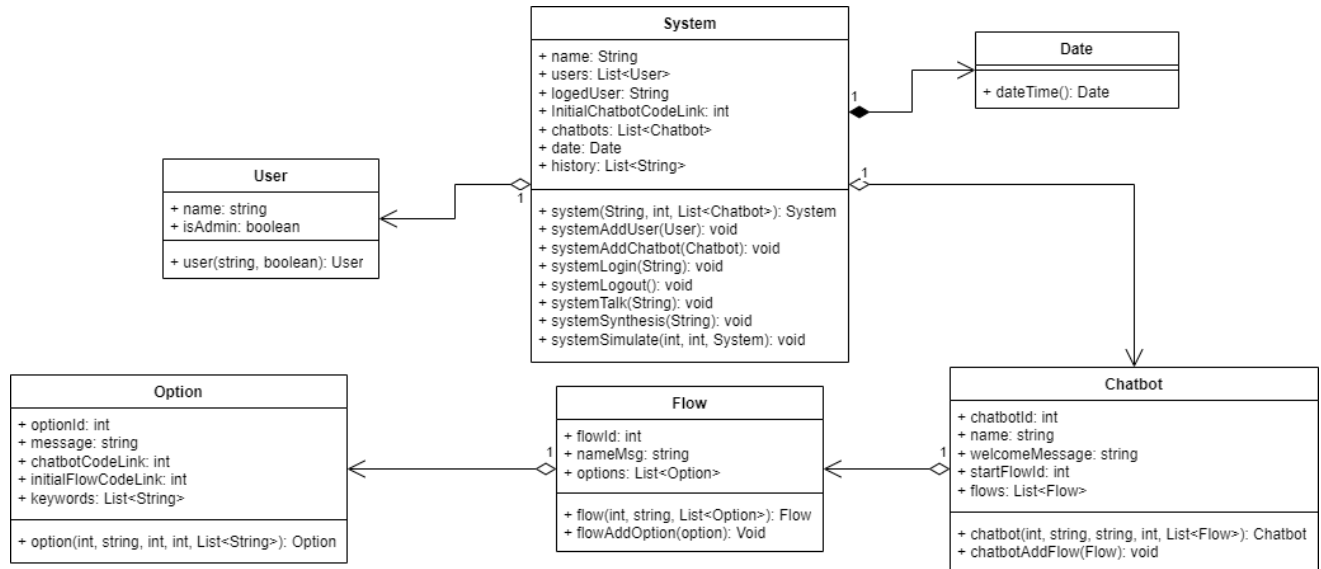 System
+ name: String
+ users: List<User>
+ logedUser: String
+ InitialChatbotCodeLink: int
+ chatbots: List<Chatbot>
+ date: Date
+ history: List<String>
+ system(String, int, List<Chatbot>): System
+ systemAddUser(User): void
+ systemAddChatbot(Chatbot): void
+ systemLogin(String): void
+ systemLogout(): void
+ systemTalk(String): void
+ systemSynthesis(String): void
+ systemSimulate(int, int, System): void
1
1
1
Date
+ dateTime(): Date
User
+ name: string
+ isAdmin: boolean
+ user(string, boolean): User
Option
+ optionId: int
+ message: string
+ chatbotCodeLink: int
+ initialFlowCodeLink: int
+ keywords: List<String>
+ option(int, string, int, int, List<String>): Option
1
Flow
+ flowId: int
+ nameMsg: string
+ options: List<Option>
+ flow(int, string, List<Option>): Flow
+ flowAddOption(option): Void
1
Chatbot
+ chatbotId: int
+ name: string
+ welcomeMessage: string
+ startFlowId: int
+ flows: List<Flow>
+ chatbot(int, string, string, int, List<Flow>): Chatbot
+ chatbotAddFlow(Flow): void